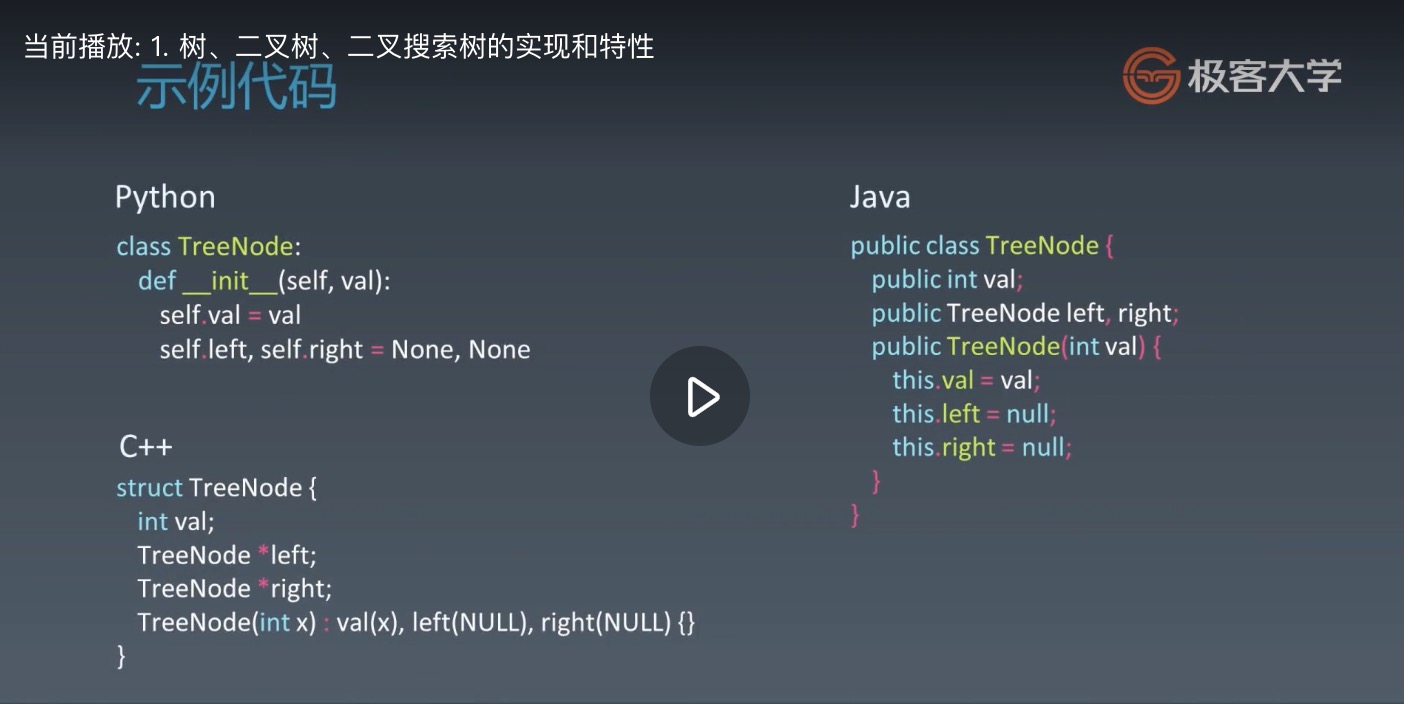 当前播放: 1. 树、二叉树、二叉搜索树的实现和特性
示例代码
极客大学
Python
class TreeNode:
def __init__(self, val):
self.val = val
self.left, self.right = None, None
C++
struct TreeNode {
int val;
TreeNode *left;
TreeNode *right;
TreeNode(int x) : val(x), left(NULL), right(NULL) {}
}
Java
public class TreeNode {
public int val;
public TreeNode left, right;
public TreeNode(int val) {
this.val = val;
this.left = null;
this.right = null;
}
}